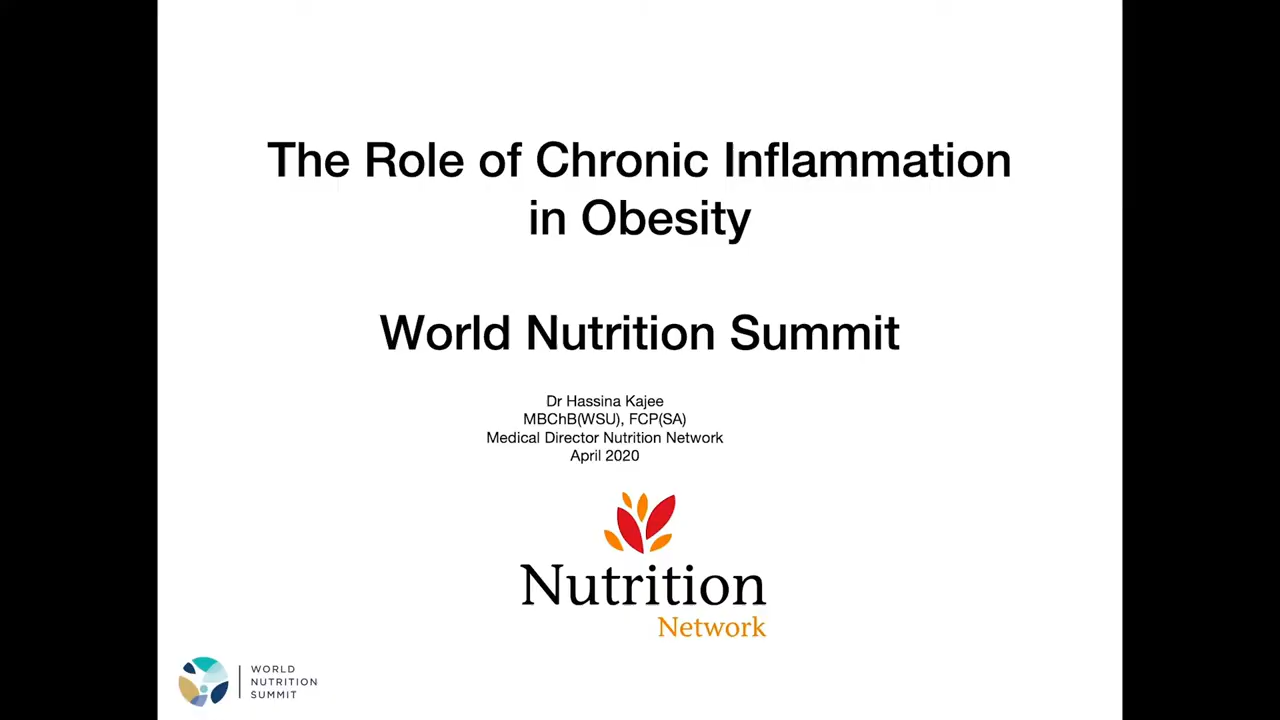 The Role of Chronic Inflammation
in Obesity
World Nutrition Summit
Dr Hassina Kajee
MBChB(WSU), FCP(SA)
Medical Director Nutrition Network
April 2020
Nutrition
Network
WORLD
NUTRITION
SUMMIT